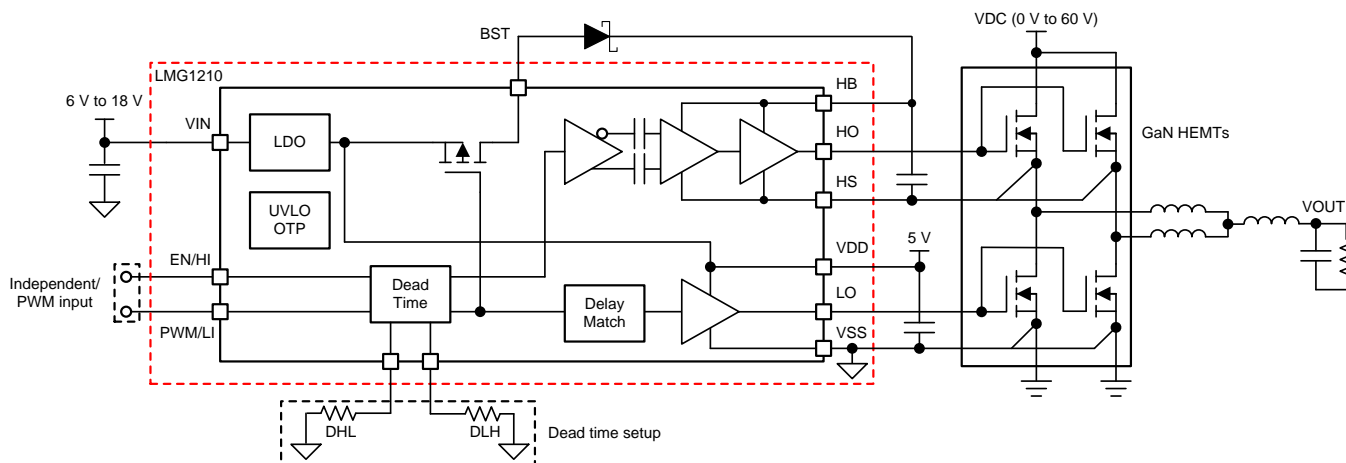 VDC (0 V to 60 V)
BST
LMG1210
6 V to 18 V
VIN
LDO
HB
HO
HS
GaN HEMTs
UVLO
OTP
VOUT
VDD
5 V
EN/HI
Independent/
PWM input
Dead
Time
Delay
Match
LO
PWM/LI
VSS
DHL
DLH
Dead time setup